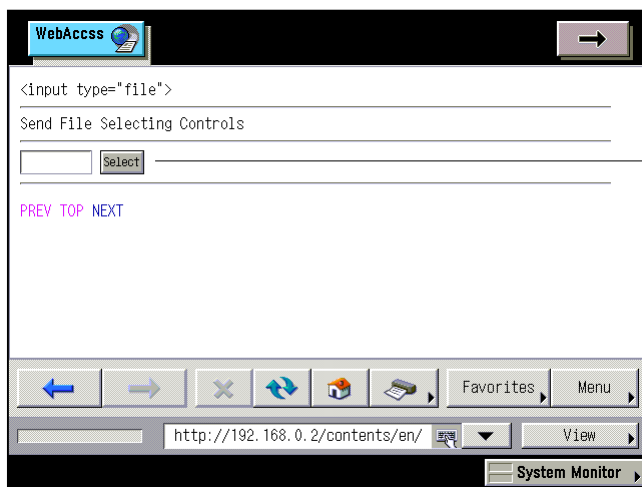 WebAccss
<input type="file">
Send File Selecting Controls
Select
PREV TOP NEXT
Favorites Menu
http://192.168.0.2/contents/en/ View
System Monitor